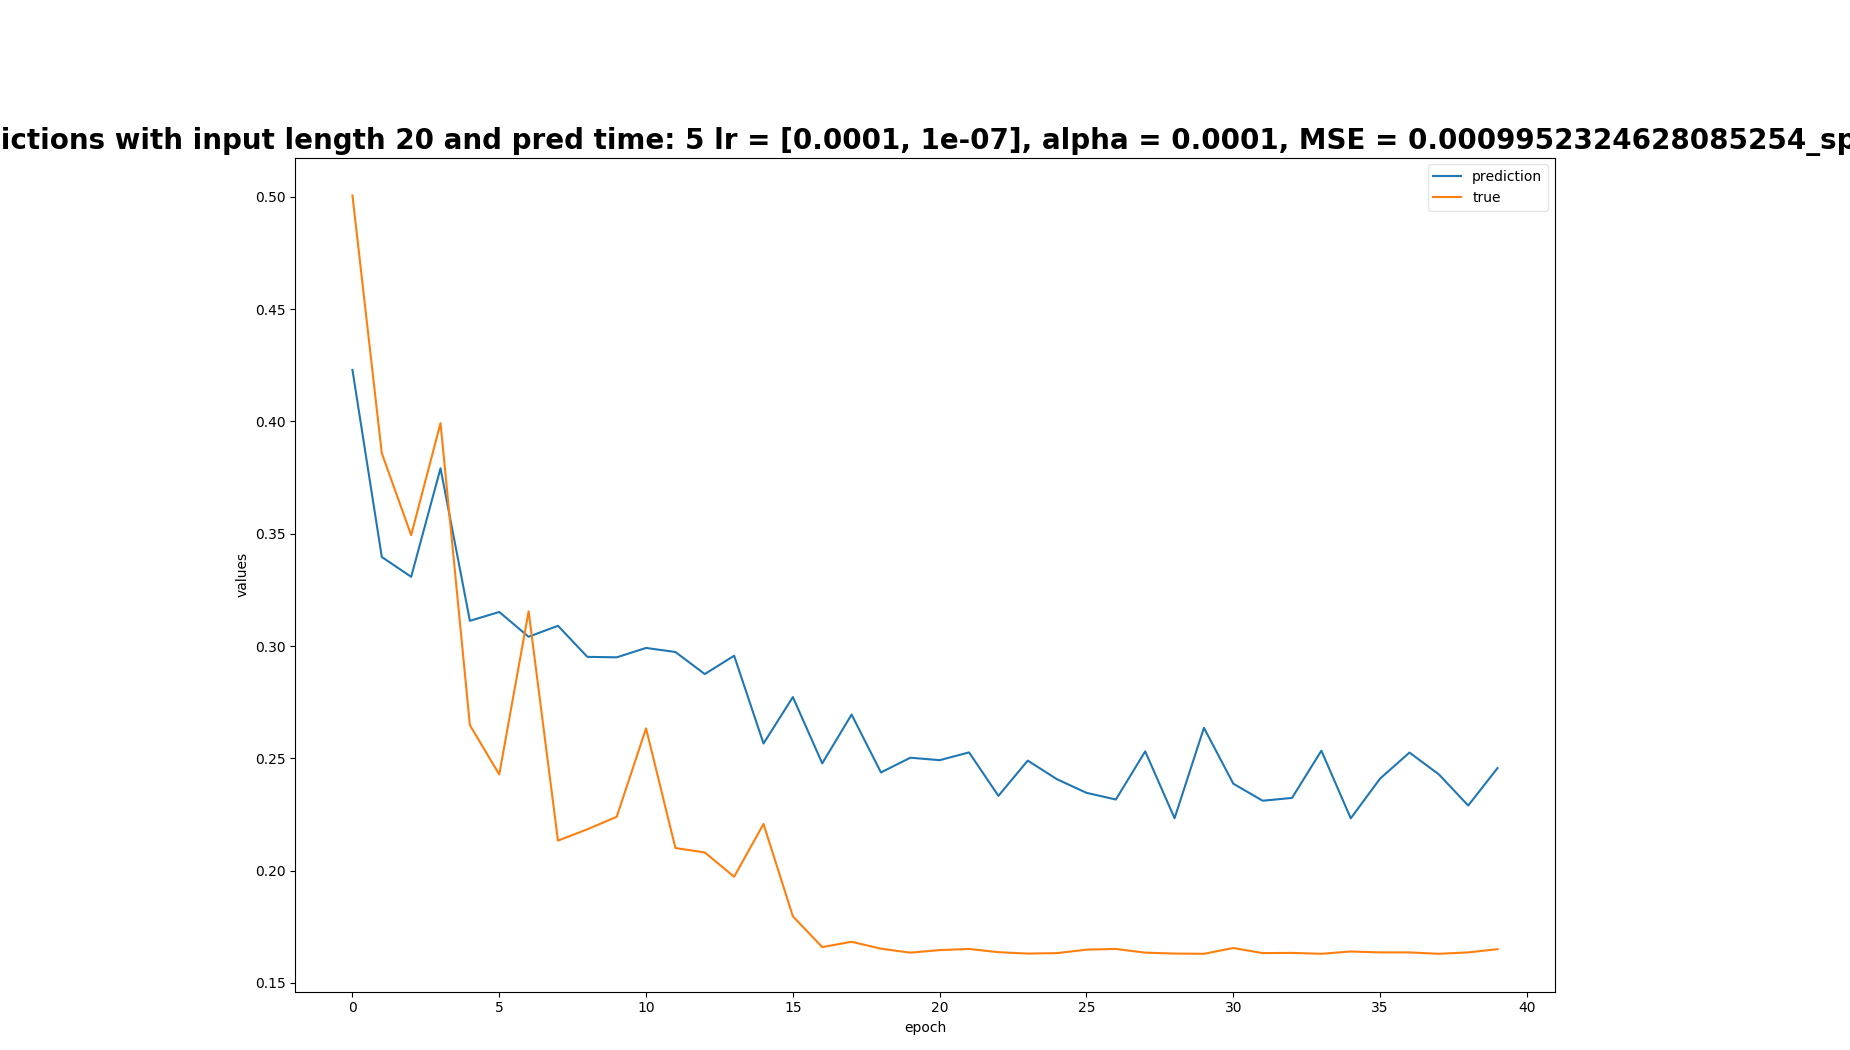 ictions with input length 20 and pred time: 5 lr = [0.0001, 1e-07], alpha = 0.0001, MSE = 0.0009952324628085254_sp
prediction
true
0.50
0.45
0.40
0.35
0.30
0.25
0.20
0.15
values
0 5 10 15 20 25 30 35 40
epoch